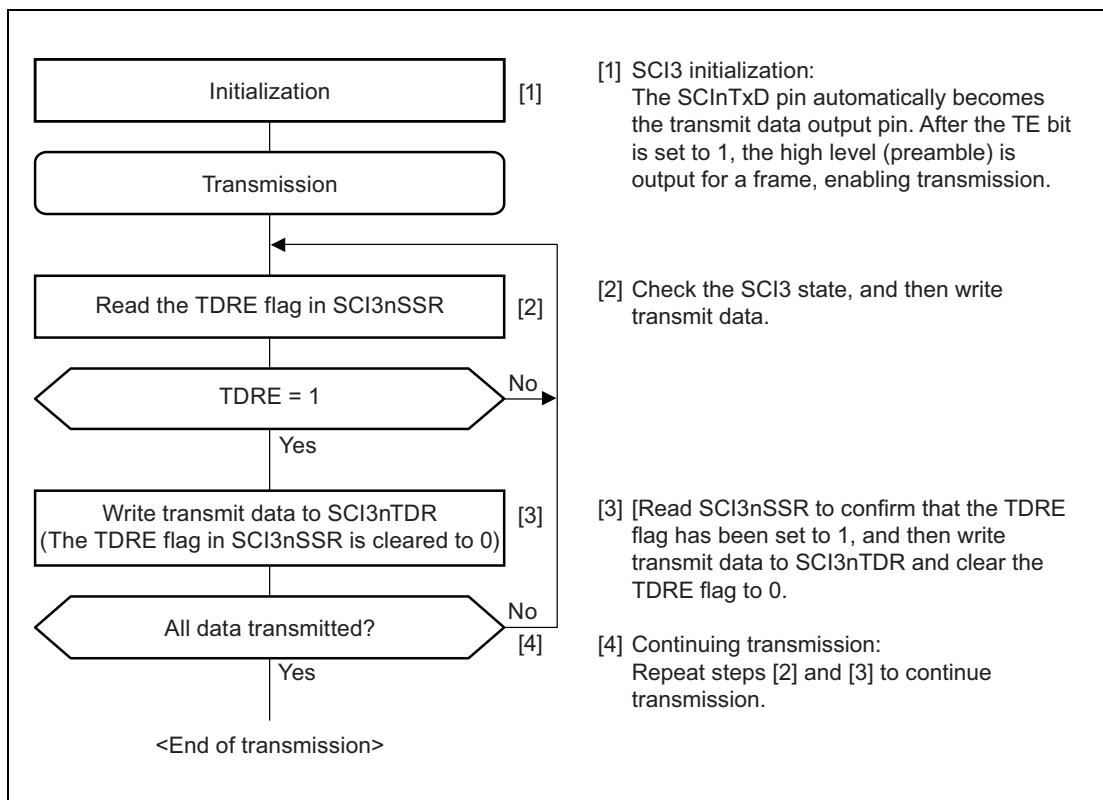 Initialization
[1]
Transmission
Read the TDRE flag in SCI3nSSR
[2]
TDRE = 1
No
Yes
Write transmit data to SCI3nTDR
(The TDRE flag in SCI3nSSR is cleared to 0)
[3]
All data transmitted?
No
[4]
Yes
<End of transmission>
[1] SCI3 initialization:
The SCInTxD pin automatically becomes
the transmit data output pin. After the TE bit
is set to 1, the high level (preamble) is
output for a frame, enabling transmission.
[2] Check the SCI3 state, and then write
transmit data.
[3] [Read SCI3nSSR to confirm that the TDRE
flag has been set to 1, and then write
transmit data to SCI3nTDR and clear the
TDRE flag to 0.
[4] Continuing transmission:
Repeat steps [2] and [3] to continue
transmission.